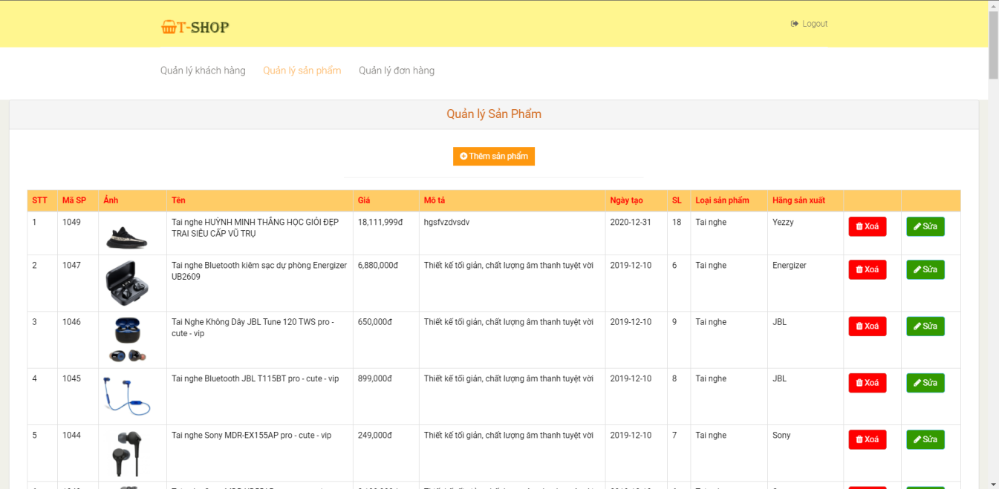 T-SHOP
Logout
Quản lý khách hàng Quản lý sản phẩm Quản lý đơn hàng
Quản lý Sản Phẩm
Thêm sản phẩm
STT Mã SP Ảnh Tên Giá Mô tả Ngày tạo SL Loại sản phẩm Hãng sản xuất
1 1049 Tai nghe HUỲNH MINH THẮNG HỌC GIỎI ĐẸP 18,111,999đ hgsfvzdvsdv 2020-12-31 18 Tai nghe Yezzy Xoá Sửa
TRAI SIÊU CẤP VŨ TRỤ
2 1047 Tai nghe Bluetooth kiêm sạc dự phòng Energizer 6,880,000đ Thiết kế tối giản, chất lượng âm thanh tuyệt vời 2019-12-10 6 Tai nghe Energizer Xoá Sửa
UB2609
3 1046 Tai Nghe Không Dây JBL Tune 120 TWS pro - 650,000đ Thiết kế tối giản, chất lượng âm thanh tuyệt vời 2019-12-10 9 Tai nghe JBL Xoá Sửa
cute - vip
4 1045 Tai nghe Bluetooth JBL T115BT pro - cute - vip 899,000đ Thiết kế tối giản, chất lượng âm thanh tuyệt vời 2019-12-10 8 Tai nghe JBL Xoá Sửa
5 1044 Tai nghe Sony MDR-EX155AP pro - cute - vip 249,000đ Thiết kế tối giản, chất lượng âm thanh tuyệt vời 2019-12-10 7 Tai nghe Sony Xoá Sửa